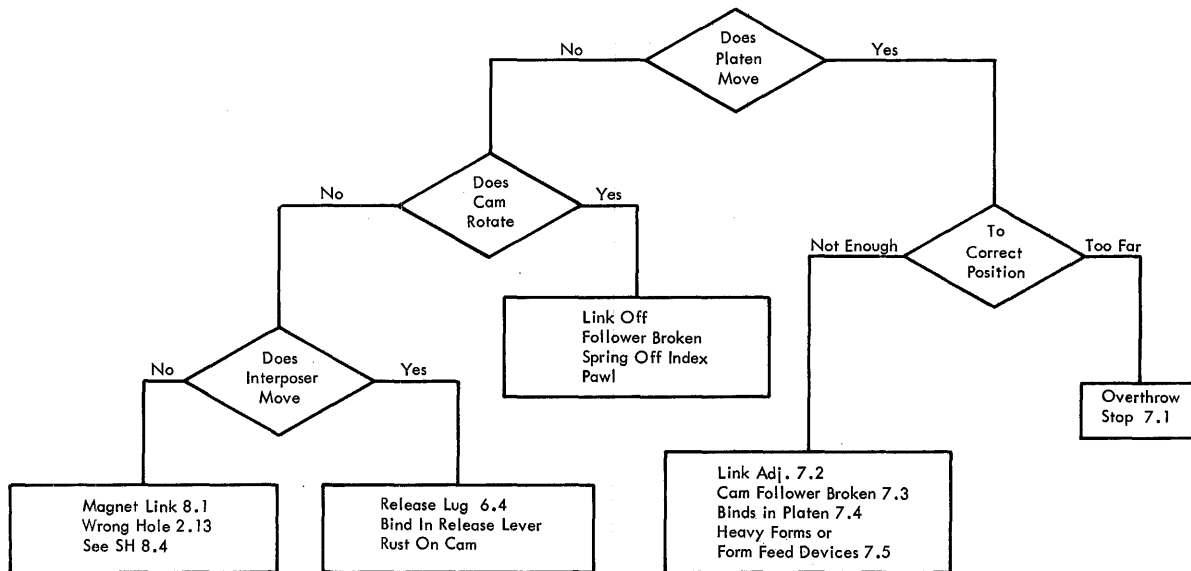 Does
Platen
Move
No
Yes
Does
Cam
Rotate
No
Yes
To
Correct
Position
Not Enough
Too Far
Link Off
Follower Broken
Spring Off Index
Pawl
Does
Interposer
Move
No
Yes
Overthrow
Stop 7.1
Magnet Link 8.1
Wrong Hole 2.13
See SH 8.4
Release Lug 6.4
Bind In Release Lever
Rust On Cam
Link Adj. 7.2
Cam Follower Broken 7.3
Binds in Platen 7.4
Heavy Forms or
Form Feed Devices 7.5